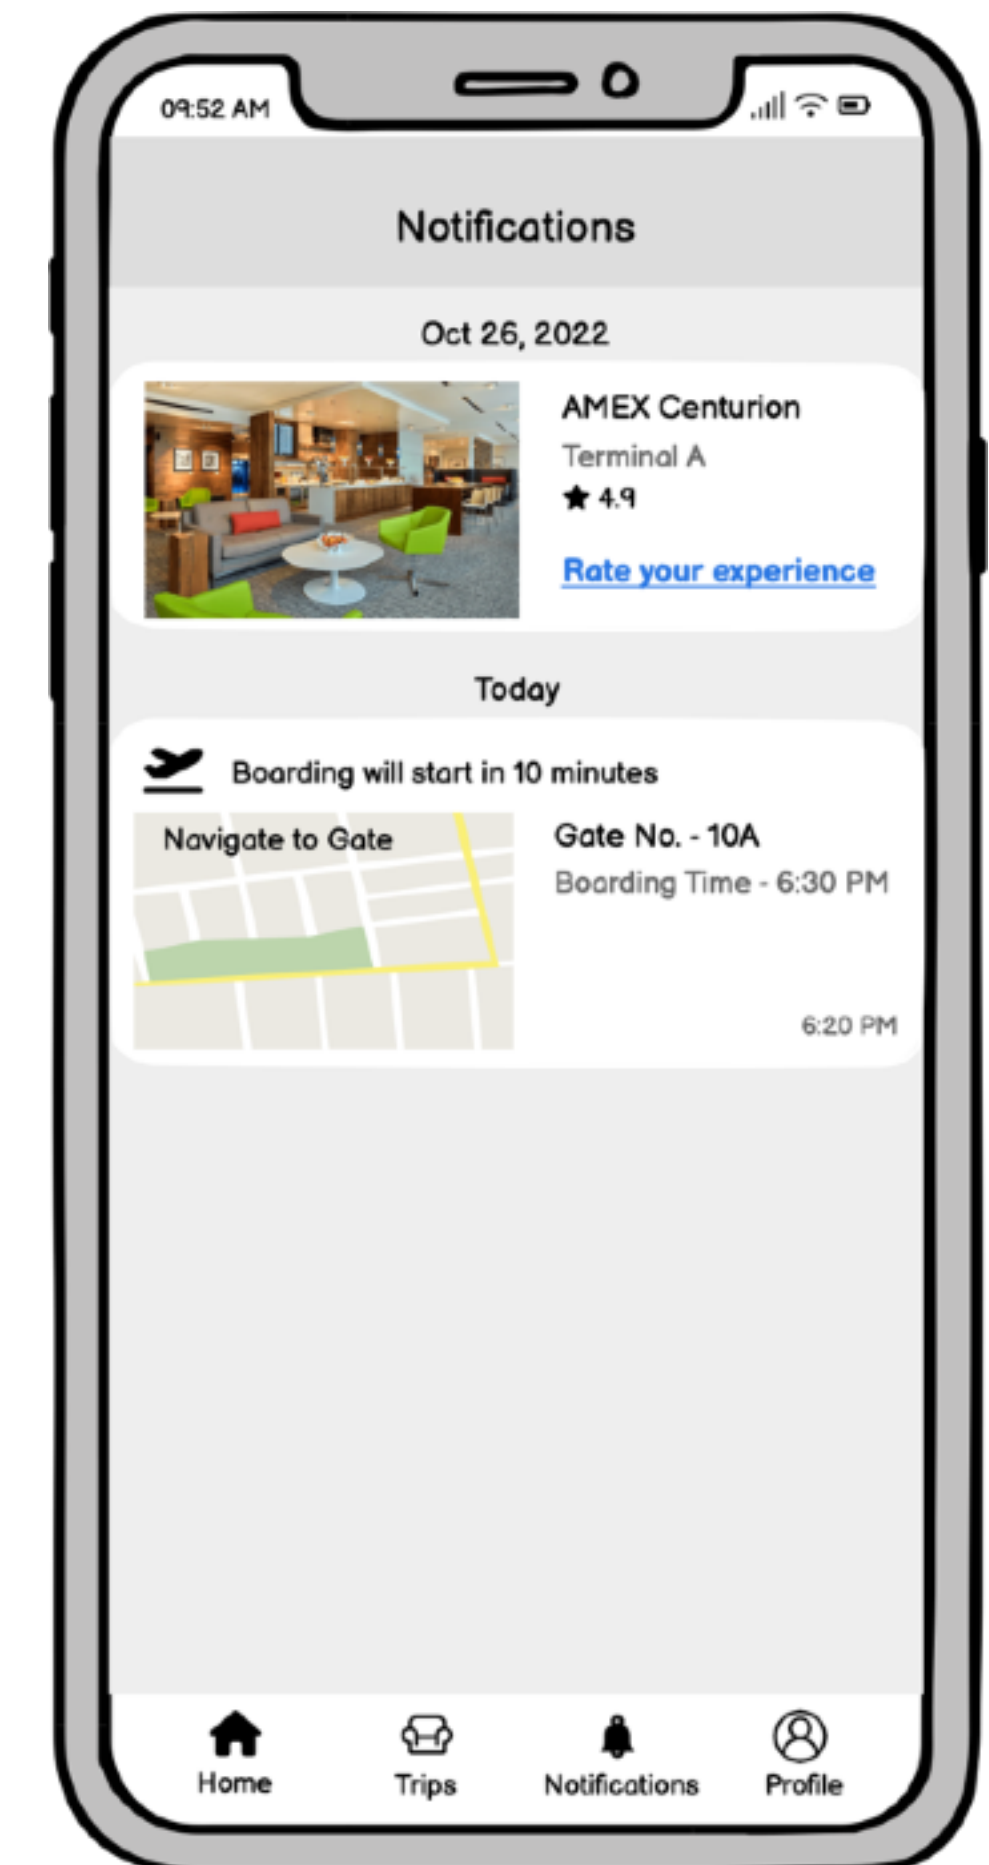 09:52 AM
Notifications
Oct 26, 2022
AMEX Centurion
Terminal A
4.9
Rate your experience
Today
Boarding will start in 10 minutes
Navigate to Gate
Gate No. - 10A
Boarding Time - 6:30 PM
6:20 PM
Home
Trips
Notifications
Profile